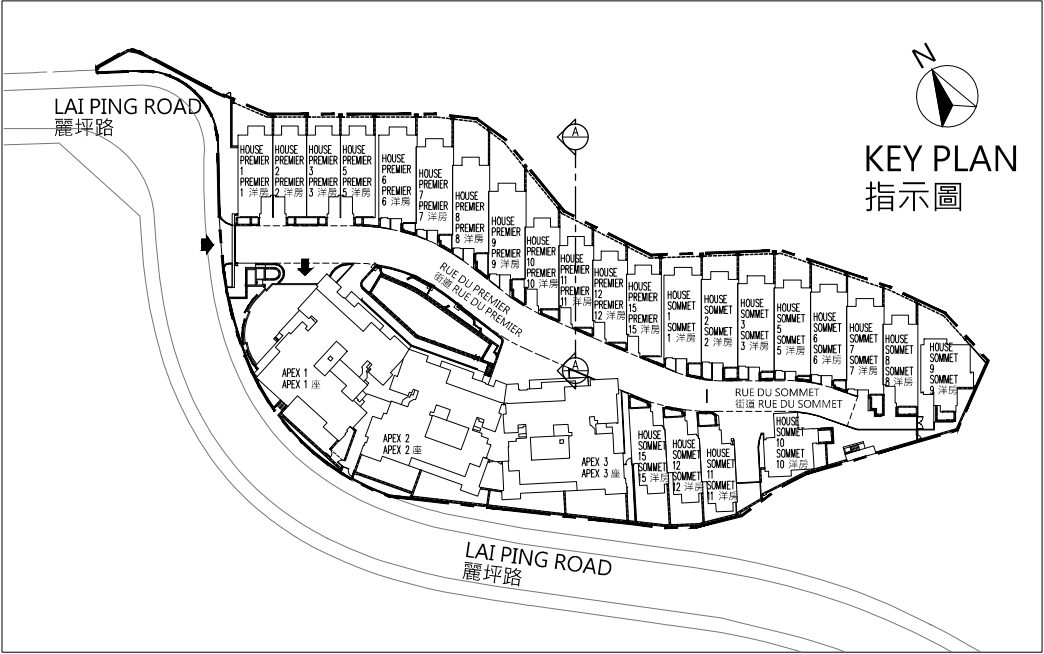 N
KEY PLAN
指示圖
LAI PING ROAD
麗坪路
A
HOUSE
PREMIER
1
PREMIER
1 洋房
HOUSE
PREMIER
2
PREMIER
2 洋房
HOUSE
PREMIER
3
PREMIER
3 洋房
HOUSE
PREMIER
5
PREMIER
5 洋房
HOUSE
PREMIER
6
PREMIER
6 洋房
HOUSE
PREMIER
7
PREMIER
7 洋房
HOUSE
PREMIER
8
PREMIER
8 洋房
HOUSE
PREMIER
9
PREMIER
9 洋房
HOUSE
PREMIER
10
PREMIER
10 洋房
HOUSE
PREMIER
11
PREMIER
11 洋房
HOUSE
PREMIER
12
PREMIER
12 洋房
HOUSE
PREMIER
15
PREMIER
15 洋房
HOUSE
SOMMET
1
SOMMET
1 洋房
HOUSE
SOMMET
2
SOMMET
2 洋房
HOUSE
SOMMET
3
SOMMET
3 洋房
HOUSE
SOMMET
5
SOMMET
5 洋房
HOUSE
SOMMET
6
SOMMET
6 洋房
HOUSE
SOMMET
7
SOMMET
7 洋房
HOUSE
SOMMET
8
SOMMET
8 洋房
HOUSE
SOMMET
9
SOMMET
9 洋房
RUE DU PREMIER
街道 RUE DU PREMIER
A
RUE DU SOMMET
街道 RUE DU SOMMET
APEX 1
APEX 1 座
APEX 2
APEX 2 座
APEX 3
APEX 3 座
HOUSE
SOMMET
15
SOMMET
15 洋房
HOUSE
SOMMET
12
SOMMET
12 洋房
HOUSE
SOMMET
11
SOMMET
11 洋房
HOUSE
SOMMET
10
SOMMET
10 洋房
LAI PING ROAD
麗坪路